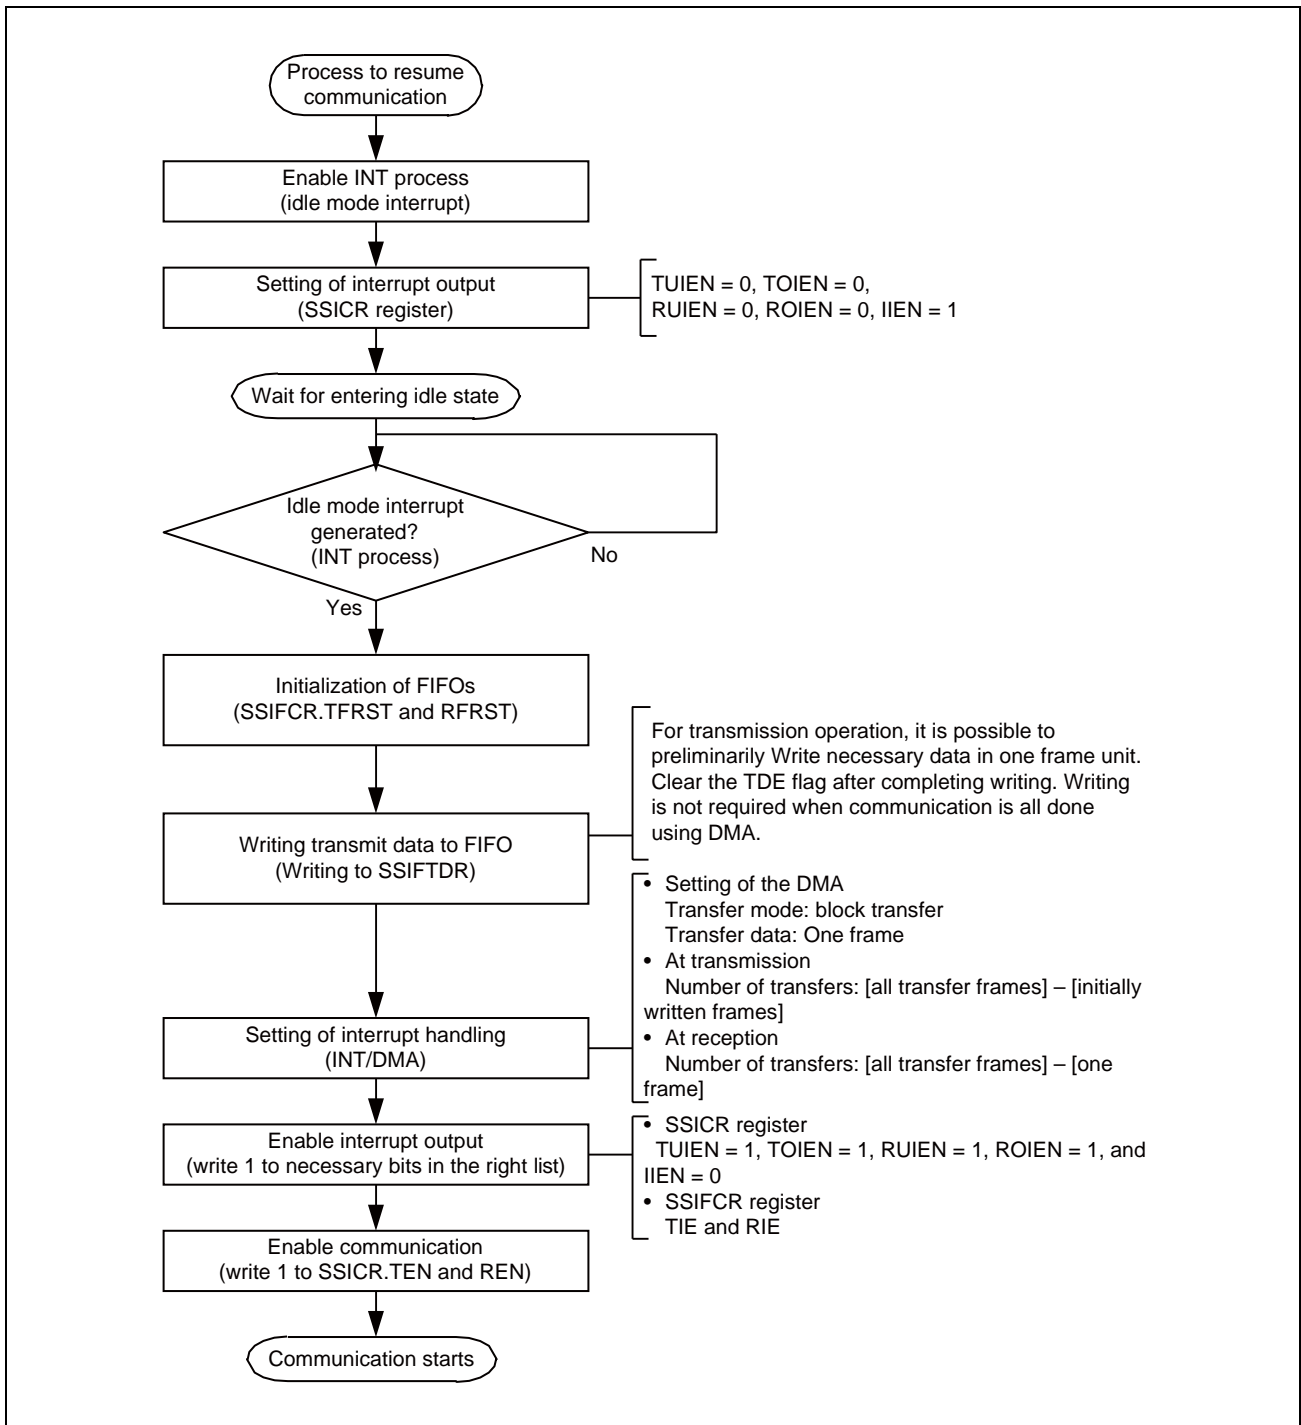 Process to resume
communication
Enable INT process
(idle mode interrupt)
Setting of interrupt output
(SSICR register)
TUIEN = 0, TOIEN = 0,
RUIEN = 0, ROIEN = 0, IIEN = 1
Wait for entering idle state
Idle mode interrupt
generated?
(INT process)
No
Yes
Initialization of FIFOs
(SSIFCR.TFRST and RFRST)
For transmission operation, it is possible to
preliminarily Write necessary data in one frame unit.
Clear the TDE flag after completing writing. Writing
is not required when communication is all done
using DMA.
Writing transmit data to FIFO
(Writing to SSIFTDR)
• Setting of the DMA
Transfer mode: block transfer
Transfer data: One frame
• At transmission
Number of transfers: [all transfer frames] – [initially
written frames]
• At reception
Number of transfers: [all transfer frames] – [one
frame]
Setting of interrupt handling
(INT/DMA)
Enable interrupt output
(write 1 to necessary bits in the right list)
• SSICR register
TUIEN = 1, TOIEN = 1, RUIEN = 1, ROIEN = 1, and
IIEN = 0
• SSIFCR register
TIE and RIE
Enable communication
(write 1 to SSICR.TEN and REN)
Communication starts